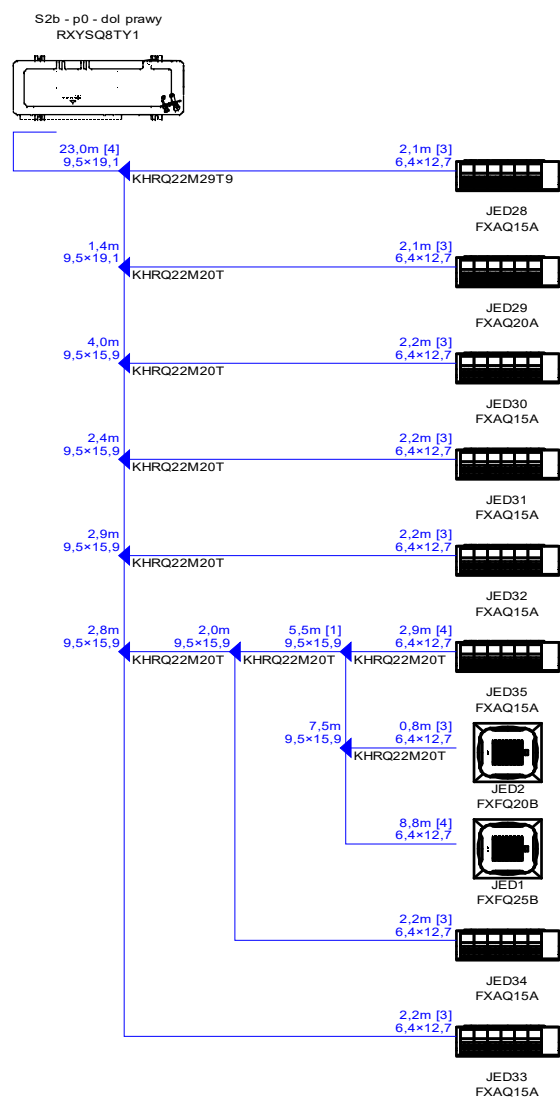 S2b - p0 - dol prawy
RXYSQ8TY1
23,0m [4]
9,5×19,1
KHRQ22M29T9
2,1m [3]
6,4×12,7
JED28
FXAQ15A
1,4m
9,5×19,1
KHRQ22M20T
2,1m [3]
6,4×12,7
JED29
FXAQ20A
4,0m
9,5×15,9
KHRQ22M20T
2,2m [3]
6,4×12,7
JED30
FXAQ15A
2,4m
9,5×15,9
KHRQ22M20T
2,2m [3]
6,4×12,7
JED31
FXAQ15A
2,9m
9,5×15,9
KHRQ22M20T
2,2m [3]
6,4×12,7
JED32
FXAQ15A
2,8m
9,5×15,9
KHRQ22M20T
2,0m
9,5×15,9
KHRQ22M20T
5,5m [1]
9,5×15,9
KHRQ22M20T
2,9m [4]
6,4×12,7
JED35
FXAQ15A
7,5m
9,5×15,9
KHRQ22M20T
0,8m [3]
6,4×12,7
JED2
FXFQ20B
8,8m [4]
6,4×12,7
JED1
FXFQ25B
2,2m [3]
6,4×12,7
JED34
FXAQ15A
2,2m [3]
6,4×12,7
JED33
FXAQ15A